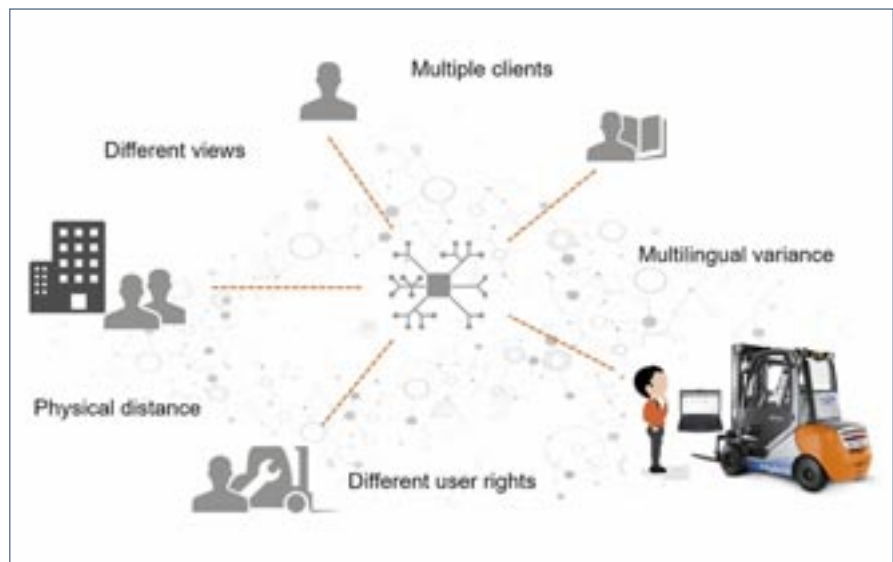 Multiple clients
Different views
Multilingual variance
Physical distance
Different user rights